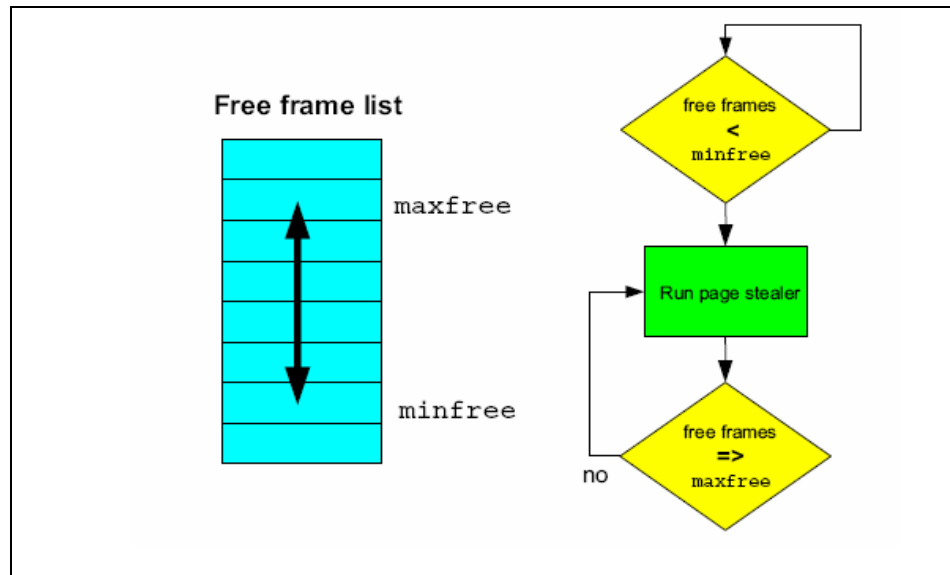 Free frame list
maxfree
minfree
free frames
<
minfree
Run page stealer
free frames
=>
maxfree
no